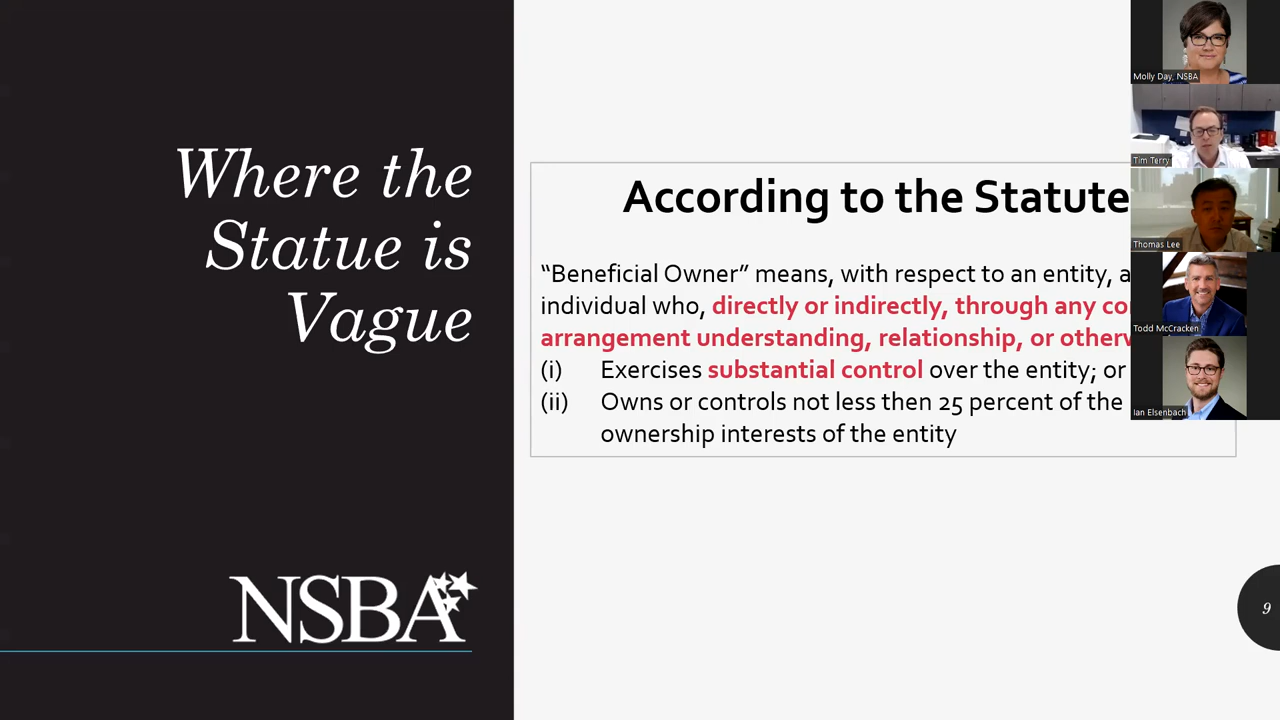 Where the
Statue is
Vague
NSBA
According to the Statute
“Beneficial Owner” means, with respect to an entity, a
individual who, directly or indirectly, through any co
arrangement understanding, relationship, or otherw
(i) Exercises substantial control over the entity; or
(ii) Owns or controls not less then 25 percent of the
ownership interests of the entity
9
Molly Day, NSBA
Tim Terry
Thomas Lee
Todd McCracken
Ian Elsenbach